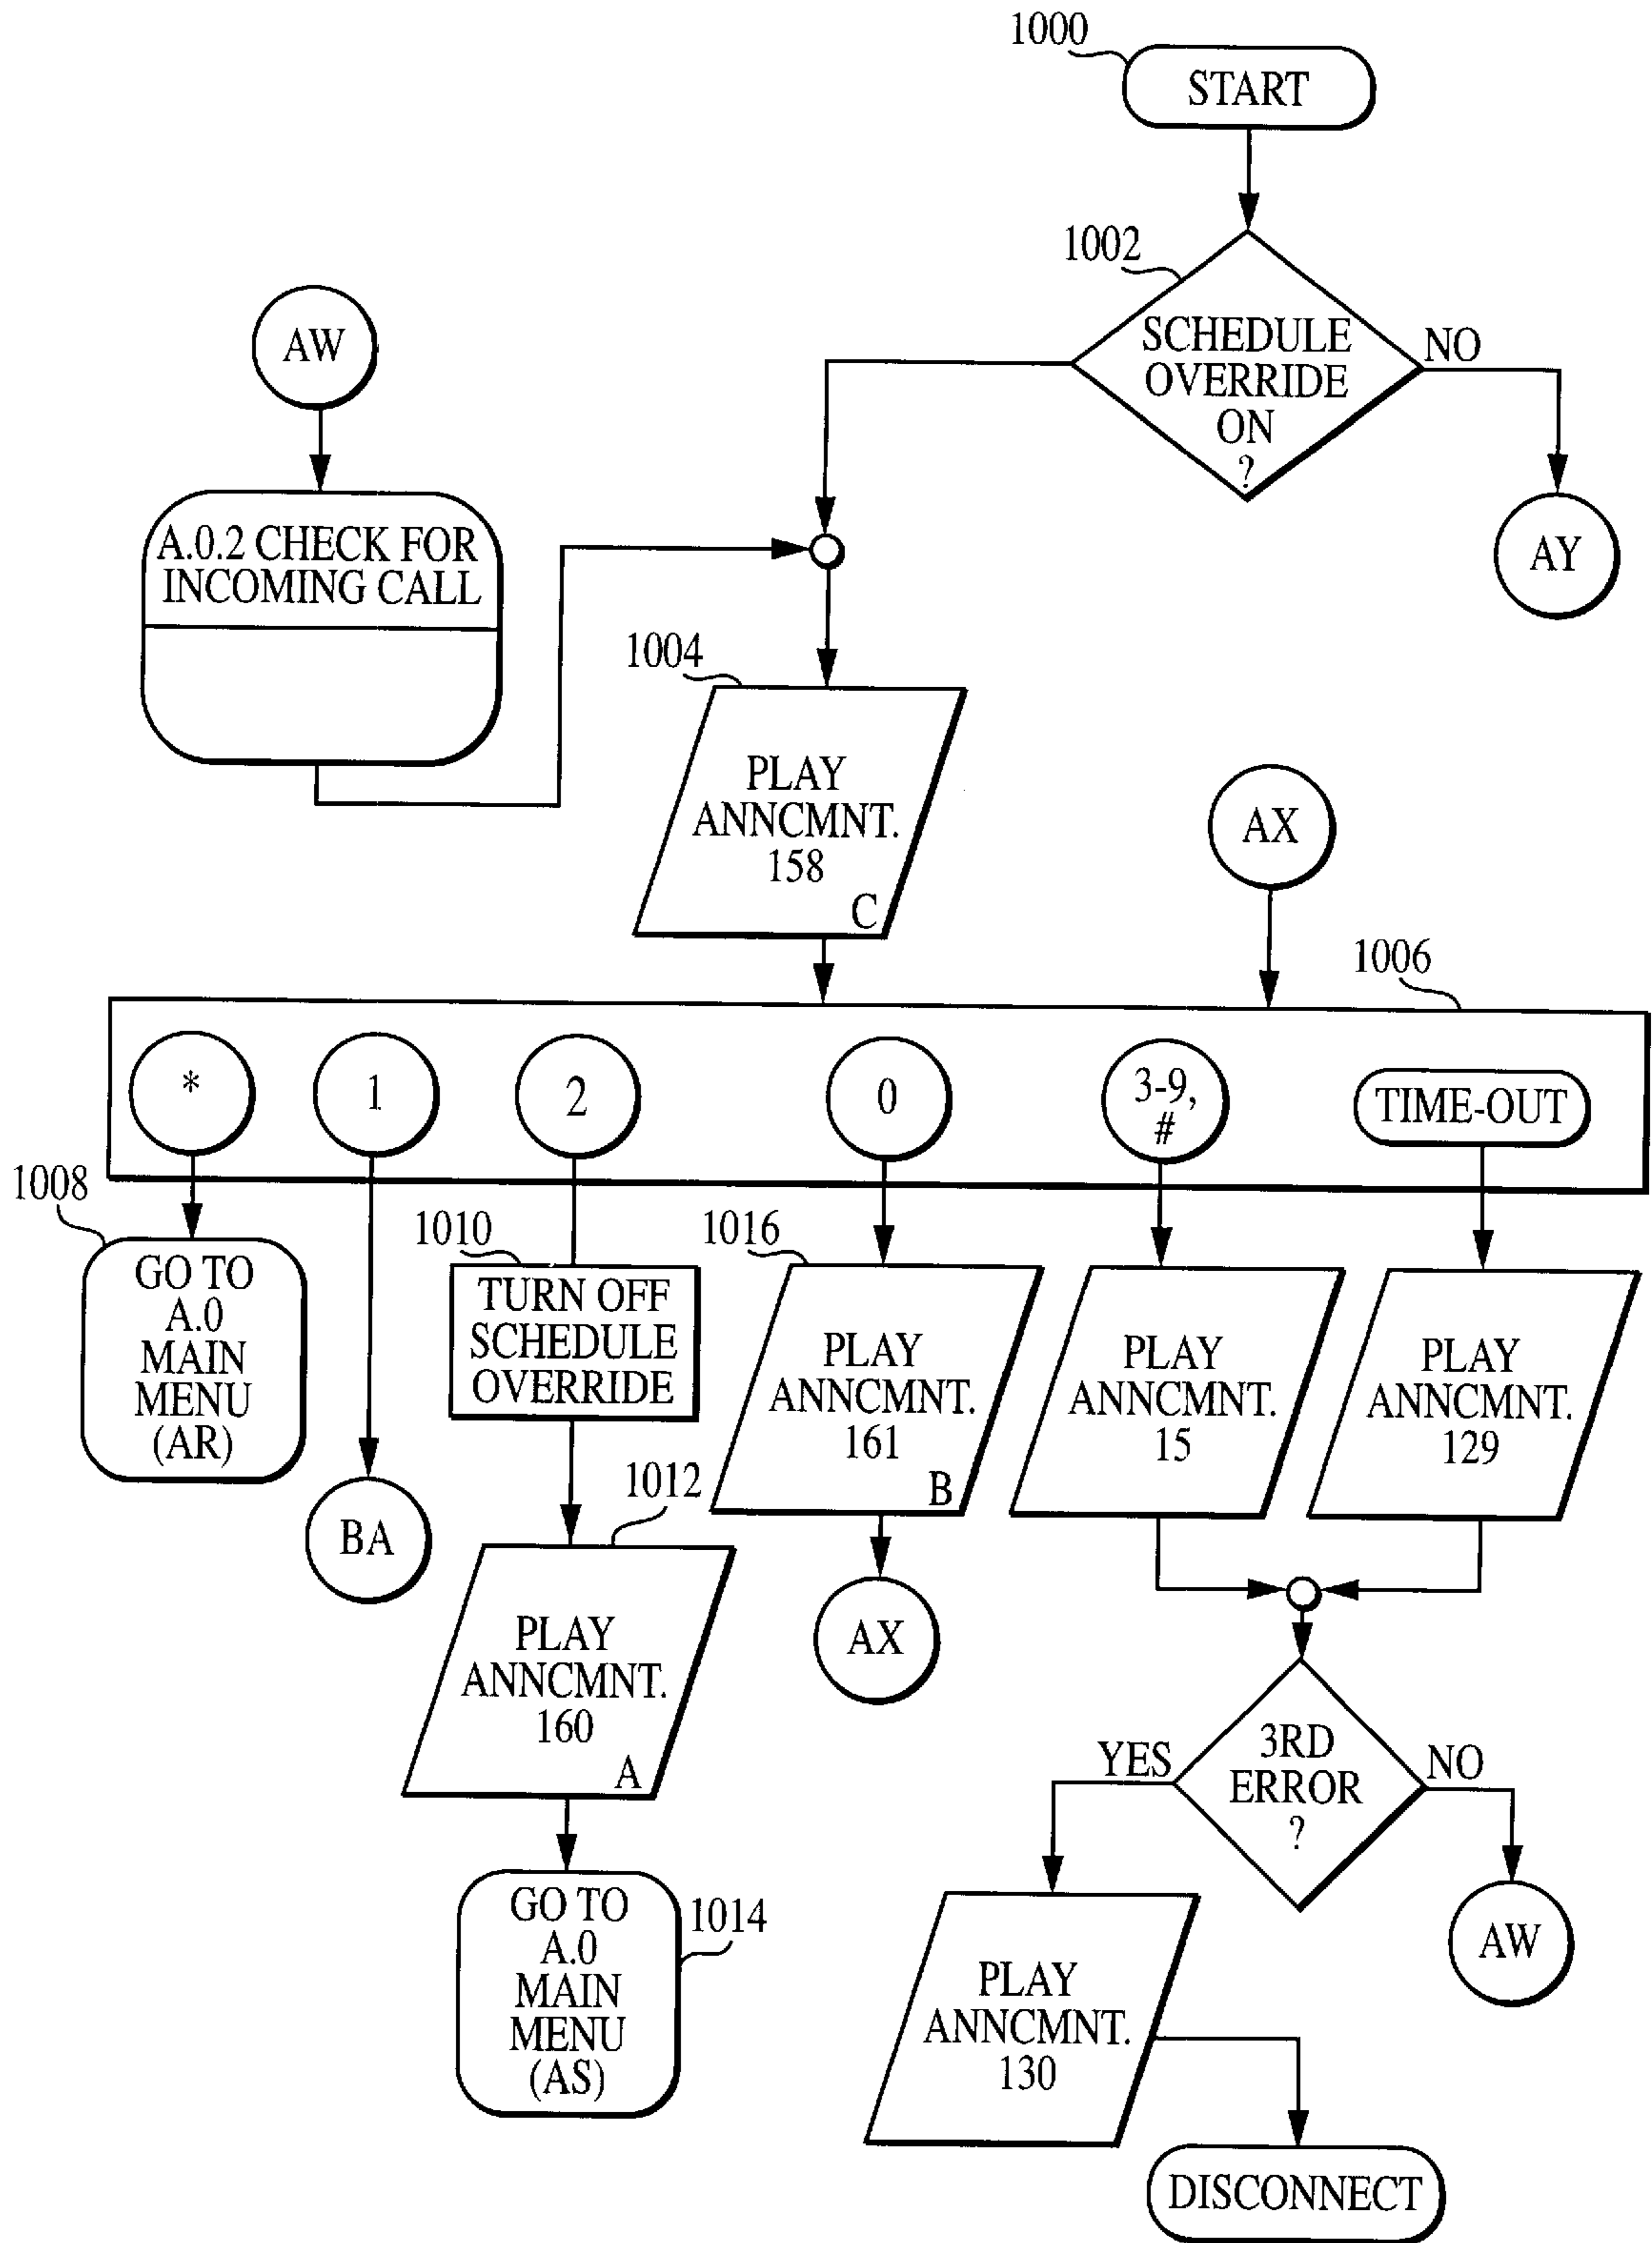 1000
START
1002
SCHEDULE
OVERRIDE
ON
?
NO
AW
AY
A.0.2 CHECK FOR
INCOMING CALL
1004
PLAY
ANNCMNT.
158
C
AX
1006
*
1
2
0
3-9,
#
TIME-OUT
1008
GO TO
A.0
MAIN
MENU
(AR)
BA
1010
TURN OFF
SCHEDULE
OVERRIDE
1012
PLAY
ANNCMNT.
160
A
1014
GO TO
A.0
MAIN
MENU
(AS)
1016
PLAY
ANNCMNT.
161
B
AX
PLAY
ANNCMNT.
15
PLAY
ANNCMNT.
129
3RD
ERROR
?
YES
NO
AW
PLAY
ANNCMNT.
130
DISCONNECT